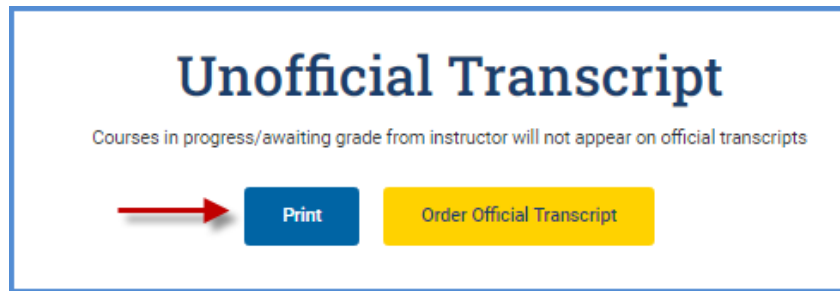 Unofficial Transcript
Courses in progress/awaiting grade from instructor will not appear on official transcripts
Print
Order Official Transcript